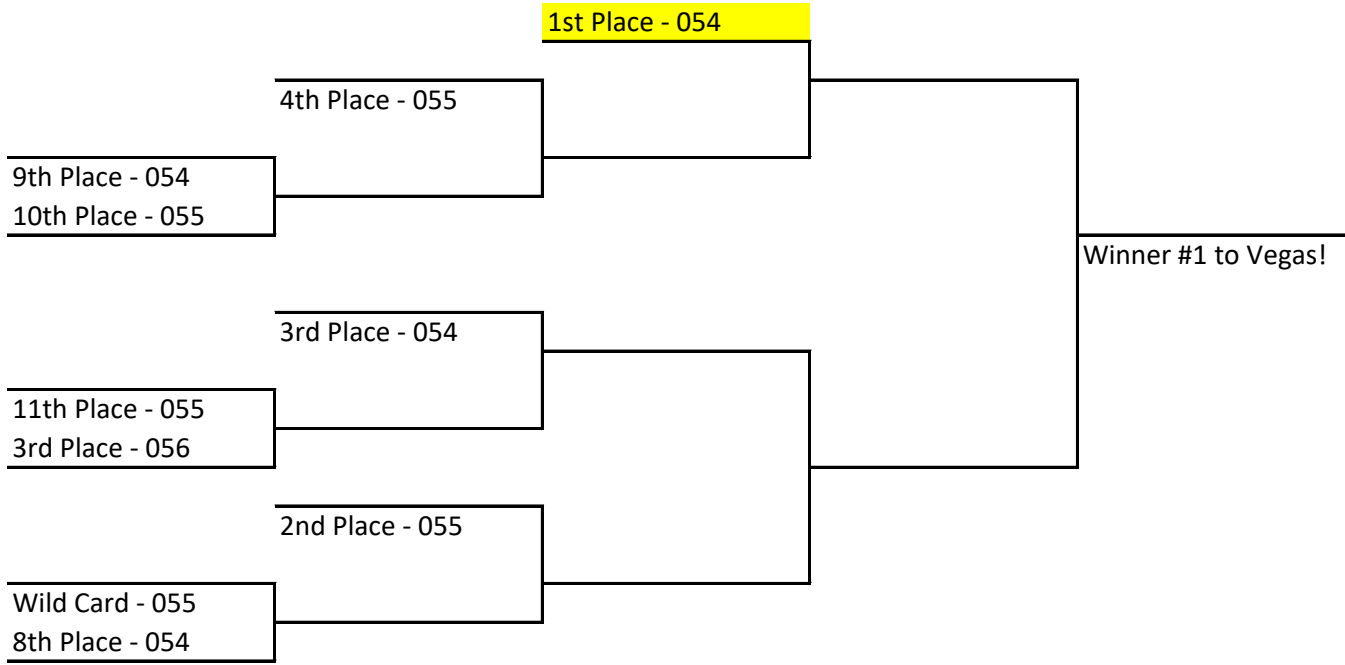 1st Place - 054
4th Place - 055
9th Place - 054
10th Place - 055
Winner #1 to Vegas!
3rd Place - 054
11th Place - 055
3rd Place - 056
2nd Place - 055
Wild Card - 055
8th Place - 054